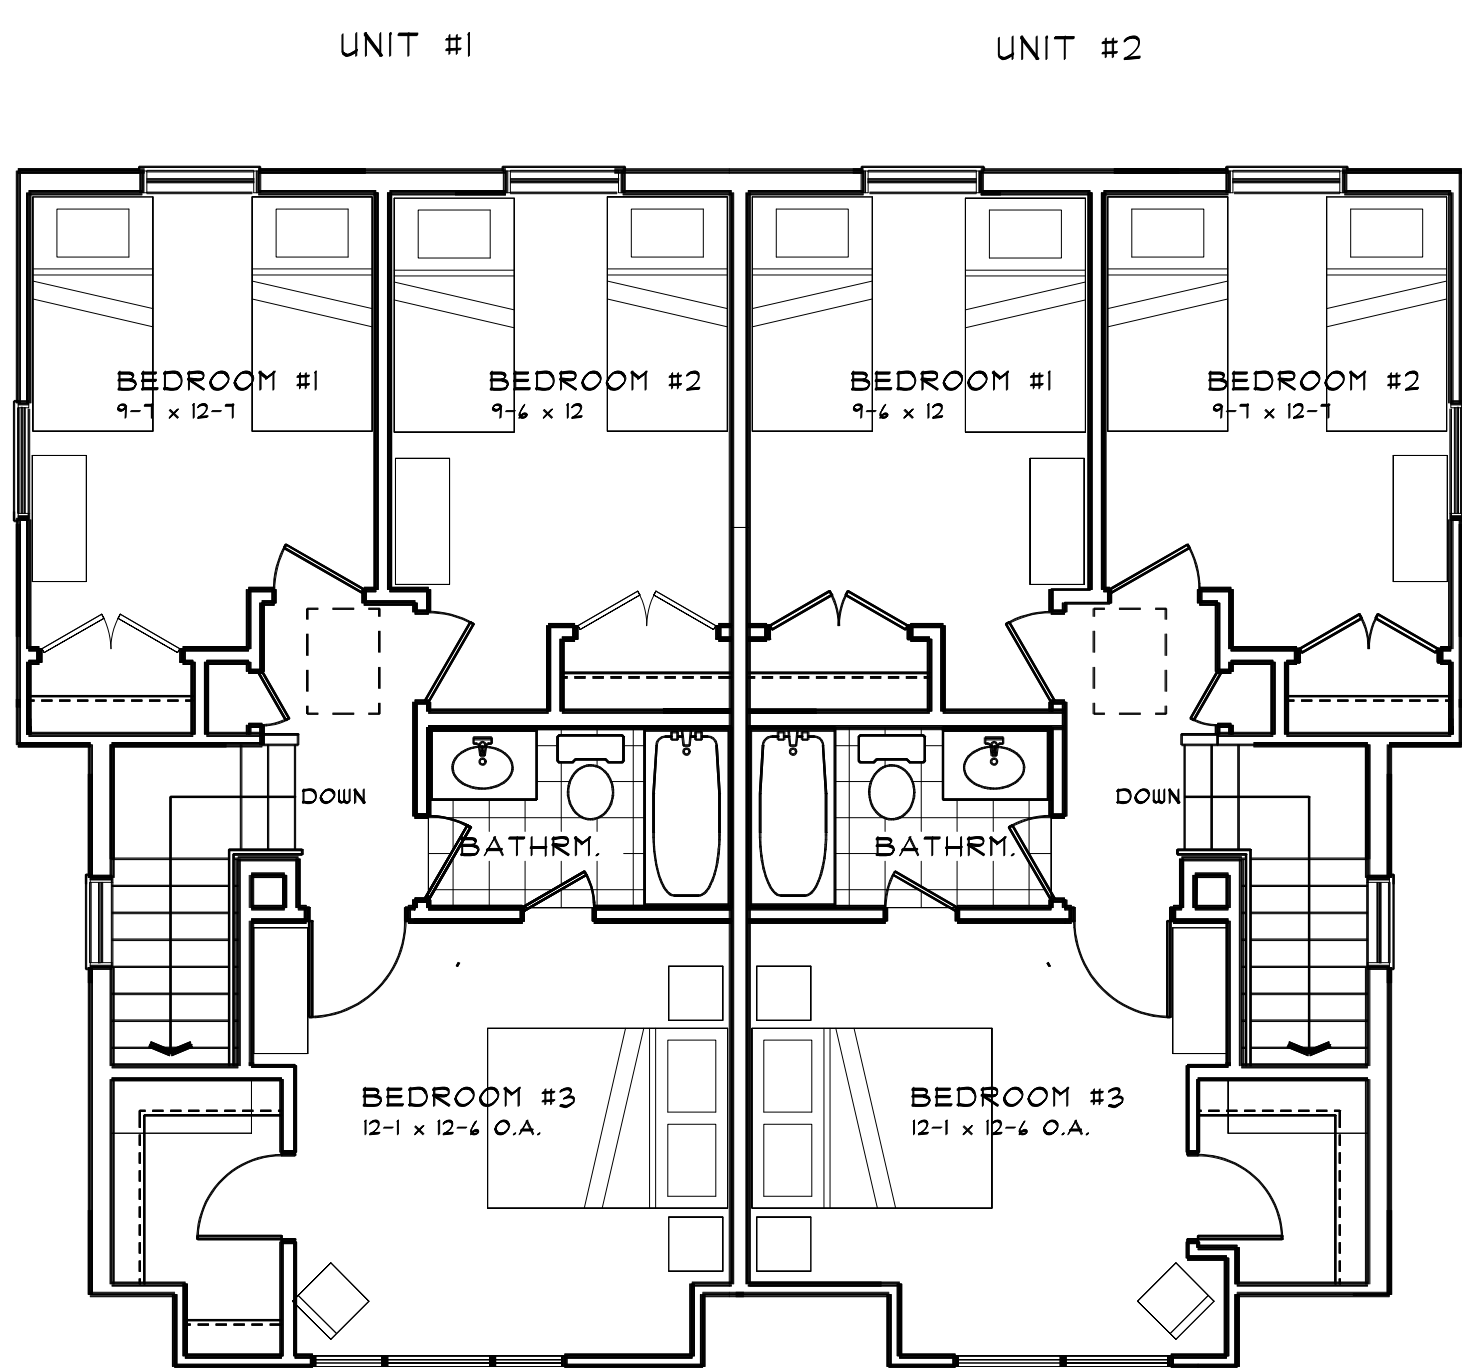 UNIT #1
UNIT #2
BEDROOM #1
9-7 x 12-7
BEDROOM #2
9-6 x 12
BEDROOM #1
9-6 x 12
BEDROOM #2
9-7 x 12-7
DOWN
DOWN
BATHRM.
BATHRM.
BEDROOM #3
12-1 x 12-6 O.A.
BEDROOM #3
12-1 x 12-6 O.A.